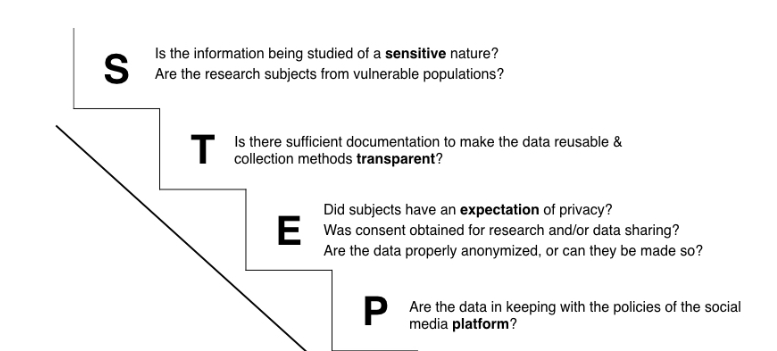 S
Is the information being studied of a sensitive nature?
Are the research subjects from vulnerable populations?
T
Is there sufficient documentation to make the data reusable &
collection methods transparent?
E
Did subjects have an expectation of privacy?
Was consent obtained for research and/or data sharing?
Are the data properly anonymized, or can they be made so?
P
Are the data in keeping with the policies of the social
media platform?